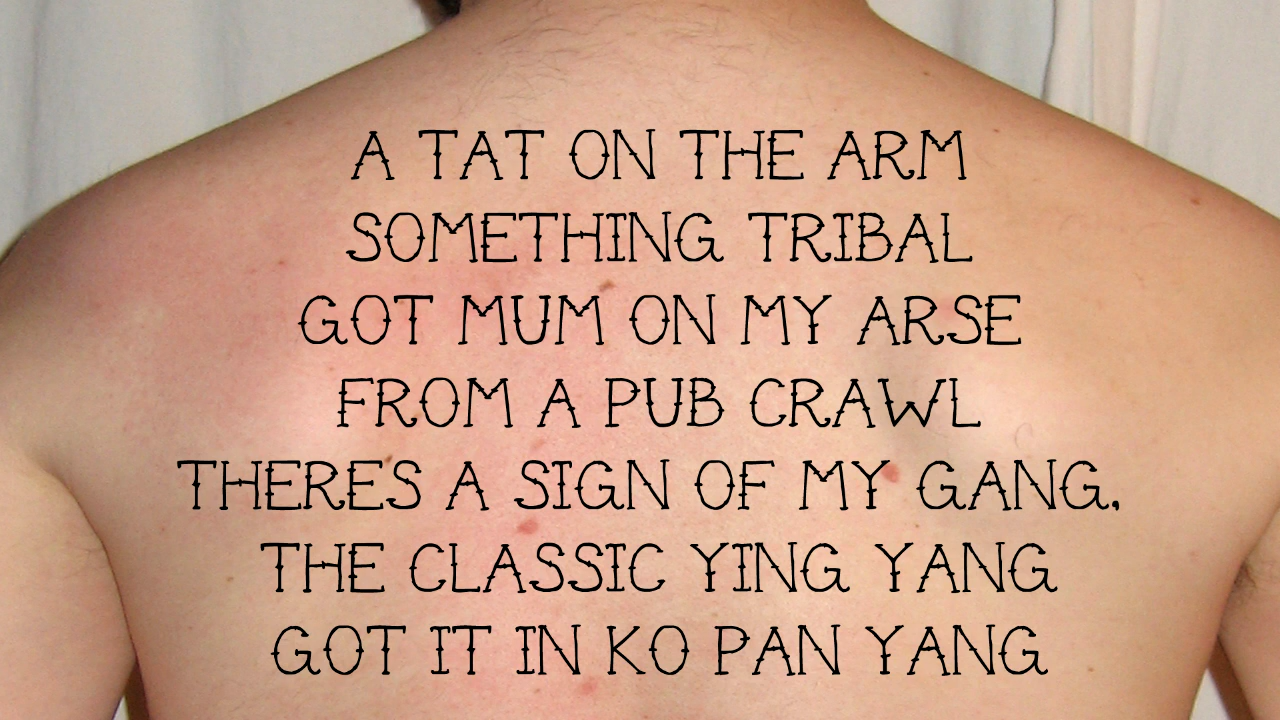 A TAT ON THE ARM
SOMETHING TRIBAL
GOT MUM ON MY ARSE
FROM A PUB CRAWL
THERES A SIGN OF MY GANG,
THE CLASSIC YING YANG
GOT IT IN KO PAN YANG